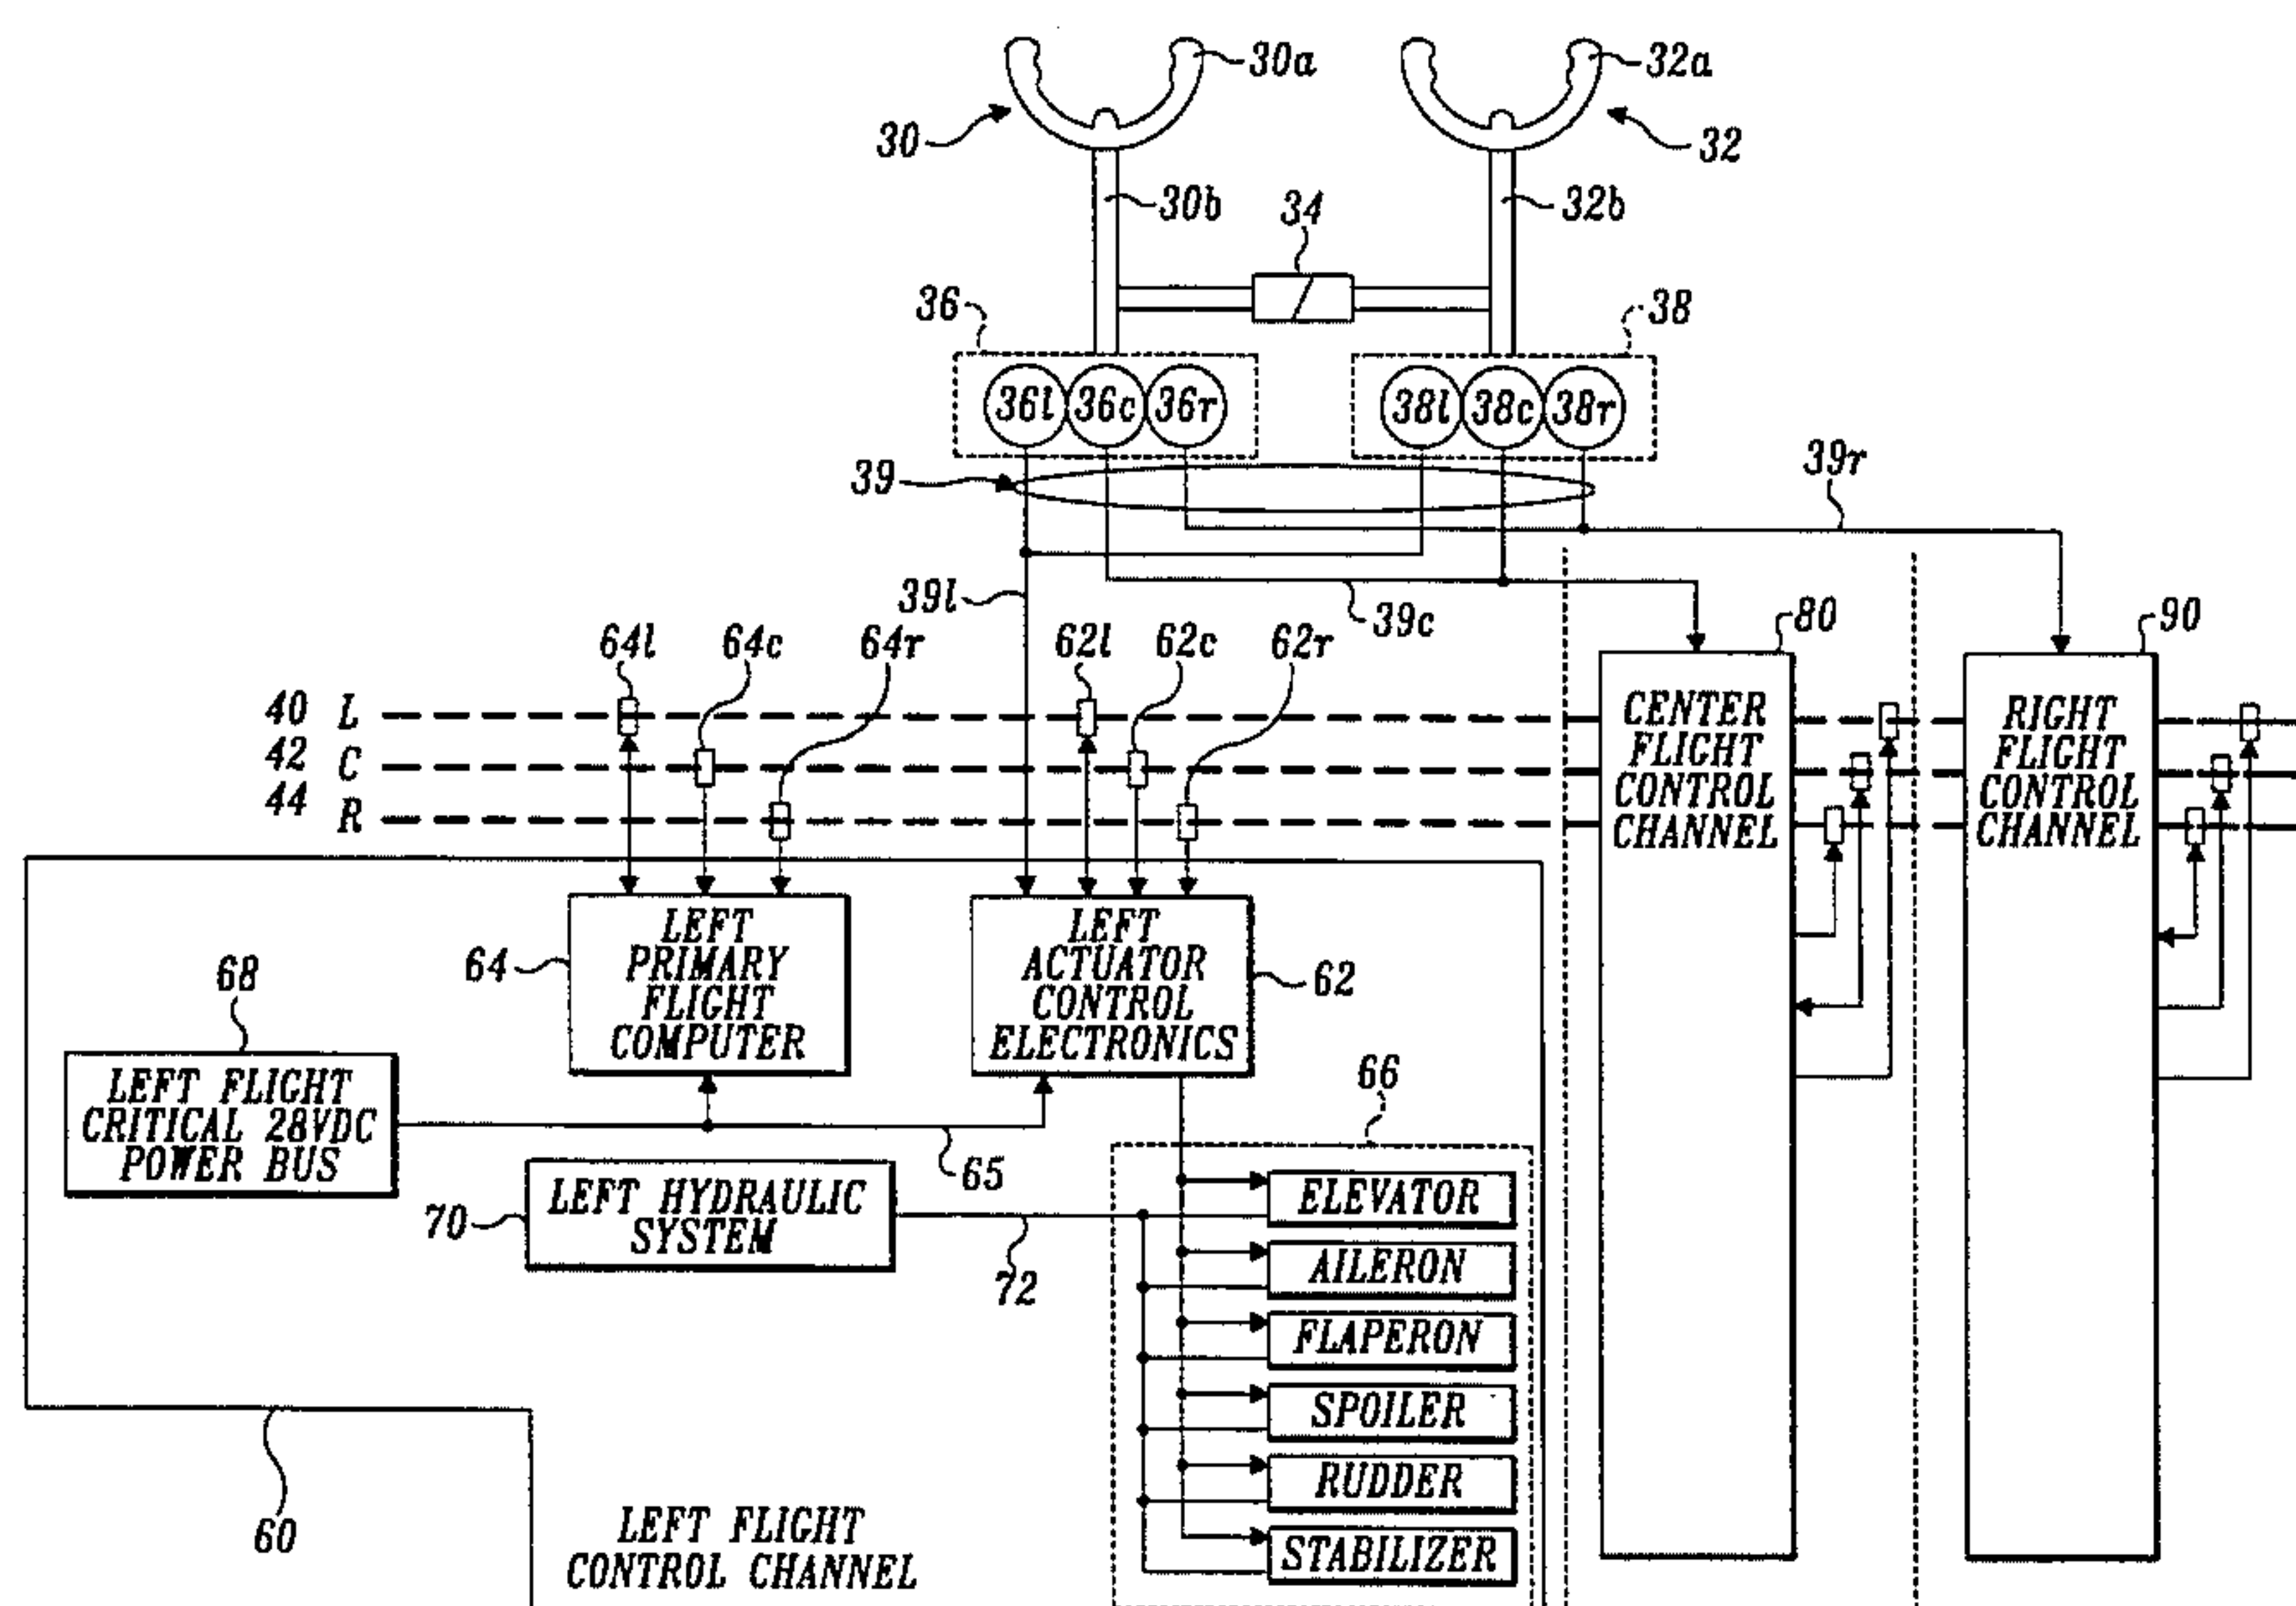 30a
32a
30
32
30b
34
32b
36
38
36l 36c 36r
38l 38c 38r
39
39r
39l
39c
80
90
64l
64c
64r
62l
62c
62r
40 L
42 C
44 R
CENTER
FLIGHT
CONTROL
CHANNEL
RIGHT
FLIGHT
CONTROL
CHANNEL
64
LEFT
PRIMARY
FLIGHT
COMPUTER
LEFT
ACTUATOR
CONTROL
ELECTRONICS
62
68
LEFT FLIGHT
CRITICAL 28VDC
POWER BUS
65
66
70
LEFT HYDRAULIC
SYSTEM
72
ELEVATOR
AILERON
FLAPERON
SPOILER
RUDDER
STABILIZER
60
LEFT FLIGHT
CONTROL CHANNEL